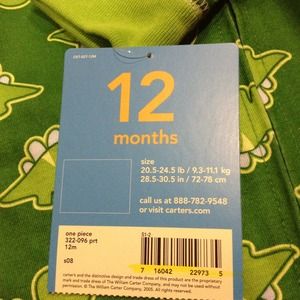 12
months
size
20.5-24.5 lb / 9.3-11.1 kg
28.5-30.5 in / 72-78 cm
call us at 888-782-9548
or visit carters.com
one piece
322-096 prt
12m
s08
S1-2
7 16042 22973 5
carter's and the distinctive design and trade dress of this product are the proprietary
mark and trade dress of The William Carter Company, and may not be used without
permission. © The William Carter Company, 2005. All rights reserved.